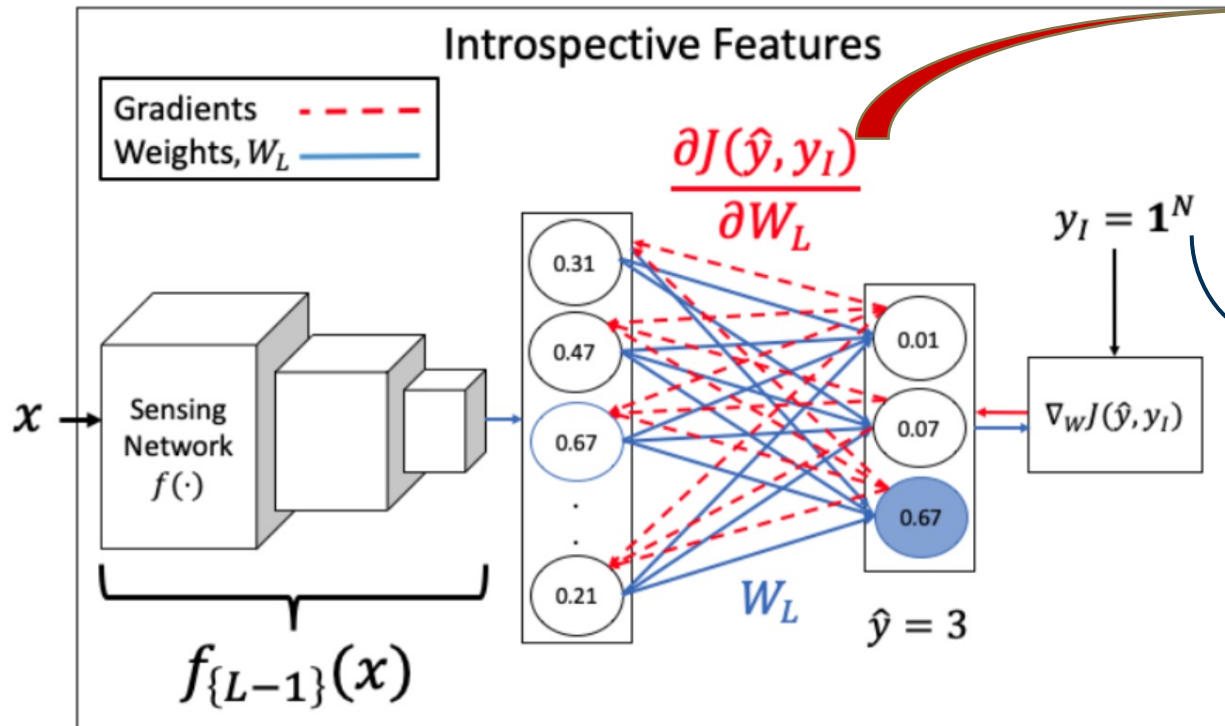 Introspective Features
Gradients
Weights, W_L
∂J(ŷ, y_I)
∂W_L
y_I = 𝟏^N
x
Sensing
Network
f(·)
0.31
0.47
0.67
.
.
0.21
0.01
0.07
0.67
∇_W J(ŷ, y_I)
W_L
ŷ = 3
f_{L−1}(x)